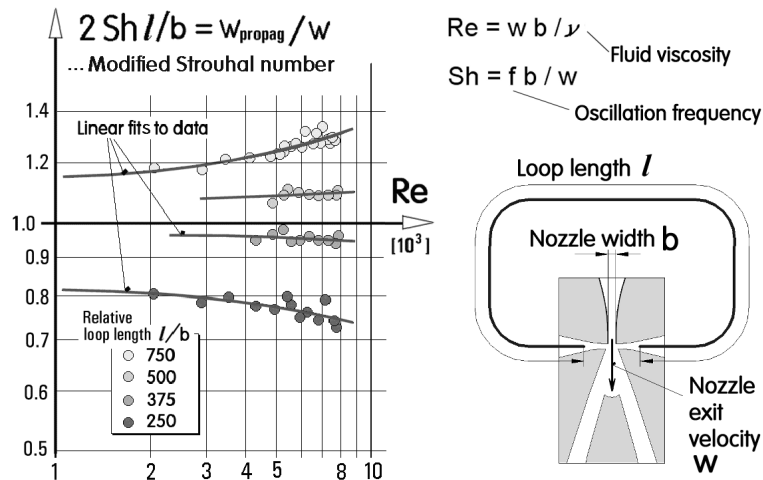 2 Sh l/b = w propag / w
... Modified Strouhal number
Linear fits to data
1.4
1.2
1.0
0.9
0.8
0.7
0.6
0.5
Re
[10³]
Relative
loop length l/b
750
500
375
250
1 2 3 4 5 8 10
Re = w b / ν
Fluid viscosity
Sh = f b / w
Oscillation frequency
Loop length l
Nozzle width b
Nozzle
exit
velocity
w